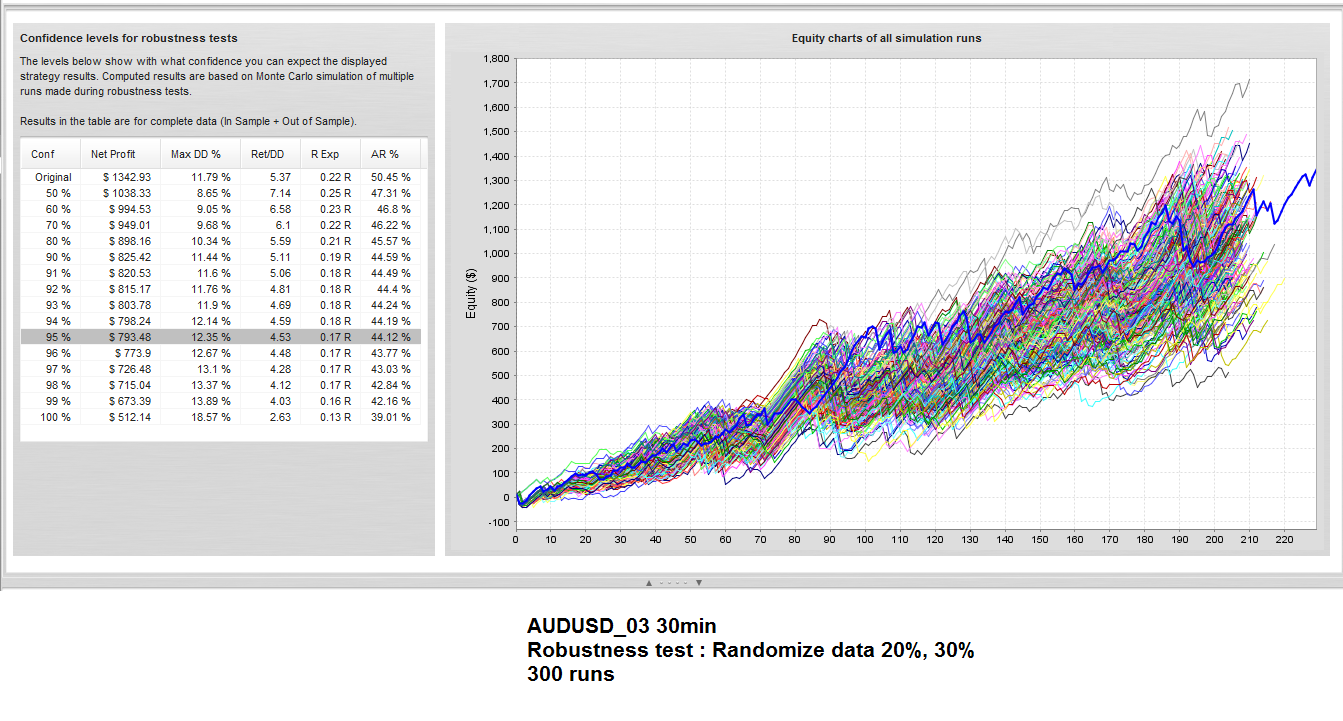 Confidence levels for robustness tests
The levels below show with what confidence you can expect the displayed
strategy results. Computed results are based on Monte Carlo simulation of multiple
runs made during robustness tests.
Results in the table are for complete data (In Sample + Out of Sample).
Conf Net Profit Max DD % Ret/DD R Exp AR %
Original $ 1342.93 11.79 % 5.37 0.22 R 50.45 %
50 % $ 1038.33 8.65 % 7.14 0.25 R 47.31 %
60 % $ 994.53 9.05 % 6.58 0.23 R 46.8 %
70 % $ 949.01 9.68 % 6.1 0.22 R 46.22 %
80 % $ 898.16 10.34 % 5.59 0.21 R 45.57 %
90 % $ 825.42 11.44 % 5.11 0.19 R 44.59 %
91 % $ 820.53 11.6 % 5.06 0.18 R 44.49 %
92 % $ 815.17 11.76 % 4.81 0.18 R 44.4 %
93 % $ 803.78 11.9 % 4.69 0.18 R 44.24 %
94 % $ 798.24 12.14 % 4.59 0.18 R 44.19 %
95 % $ 793.48 12.35 % 4.53 0.17 R 44.12 %
96 % $ 773.9 12.67 % 4.48 0.17 R 43.77 %
97 % $ 726.48 13.1 % 4.28 0.17 R 43.03 %
98 % $ 715.04 13.37 % 4.12 0.17 R 42.84 %
99 % $ 673.39 13.89 % 4.03 0.16 R 42.16 %
100 % $ 512.14 18.57 % 2.63 0.13 R 39.01 %
Equity charts of all simulation runs
Equity ($)
1,800
1,700
1,600
1,500
1,400
1,300
1,200
1,100
1,000
900
800
700
600
500
400
300
200
100
0
-100
0 10 20 30 40 50 60 70 80 90 100 110 120 130 140 150 160 170 180 190 200 210 220
AUDUSD_03 30min
Robustness test : Randomize data 20%, 30%
300 runs